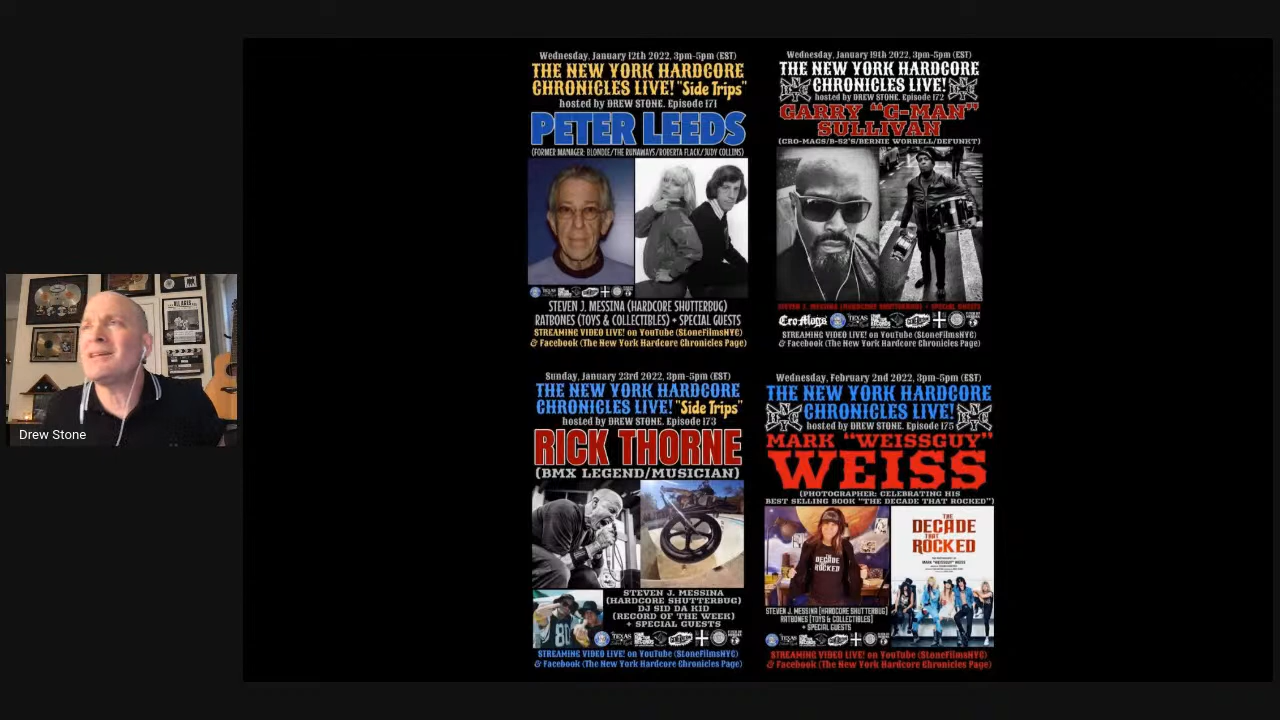 Wednesday, January 12th 2022, 3pm-5pm (EST)
THE NEW YORK HARDCORE
CHRONICLES LIVE! "Side Trips"
hosted by DREW STONE. Episode 171
PETER LEEDS
(FORMER MANAGER: BLONDIE/THE RUNAWAYS/ROBERTA FLACK/JUDY COLLINS)
STEVEN J. MESSINA (HARDCORE SHUTTERBUG)
RATBONES (TOYS & COLLECTIBLES) + SPECIAL GUESTS
STREAMING VIDEO LIVE! on YouTube (StoneFilmsNYC)
& Facebook (The New York Hardcore Chronicles Page)
Wednesday, January 19th 2022, 3pm-5pm (EST)
THE NEW YORK HARDCORE
CHRONICLES LIVE!
hosted by DREW STONE. Episode 172
GARRY "G-MAN"
SULLIVAN
(CRO-MAGS/B-52'S/BERNIE WORRELL/DEFUNKT)
STEVEN J. MESSINA (HARDCORE SHUTTERBUG) + SPECIAL GUESTS
Cro-Mags
STREAMING VIDEO LIVE! on YouTube (StoneFilmsNYC)
& Facebook (The New York Hardcore Chronicles Page)
Drew Stone
Sunday, January 23rd 2022, 3pm-5pm (EST)
THE NEW YORK HARDCORE
CHRONICLES LIVE! "Side Trips"
hosted by DREW STONE. Episode 173
RICK THORNE
(BMX LEGEND/MUSICIAN)
STEVEN J. MESSINA
(HARDCORE SHUTTERBUG)
DJ SID DA KID
(RECORD OF THE WEEK)
+ SPECIAL GUESTS
STREAMING VIDEO LIVE! on YouTube (StoneFilmsNYC)
& Facebook (The New York Hardcore Chronicles Page)
Wednesday, February 2nd 2022, 3pm-5pm (EST)
THE NEW YORK HARDCORE
CHRONICLES LIVE!
hosted by DREW STONE. Episode 175
MARK "WEISSGUY"
WEISS
(PHOTOGRAPHER: CELEBRATING HIS
BEST SELLING BOOK "THE DECADE THAT ROCKED")
THE
DECADE
THAT
ROCKED
STEVEN J. MESSINA (HARDCORE SHUTTERBUG)
RATBONES (TOYS & COLLECTIBLES)
+ SPECIAL GUESTS
STREAMING VIDEO LIVE! on YouTube (StoneFilmsNYC)
& Facebook (The New York Hardcore Chronicles Page)